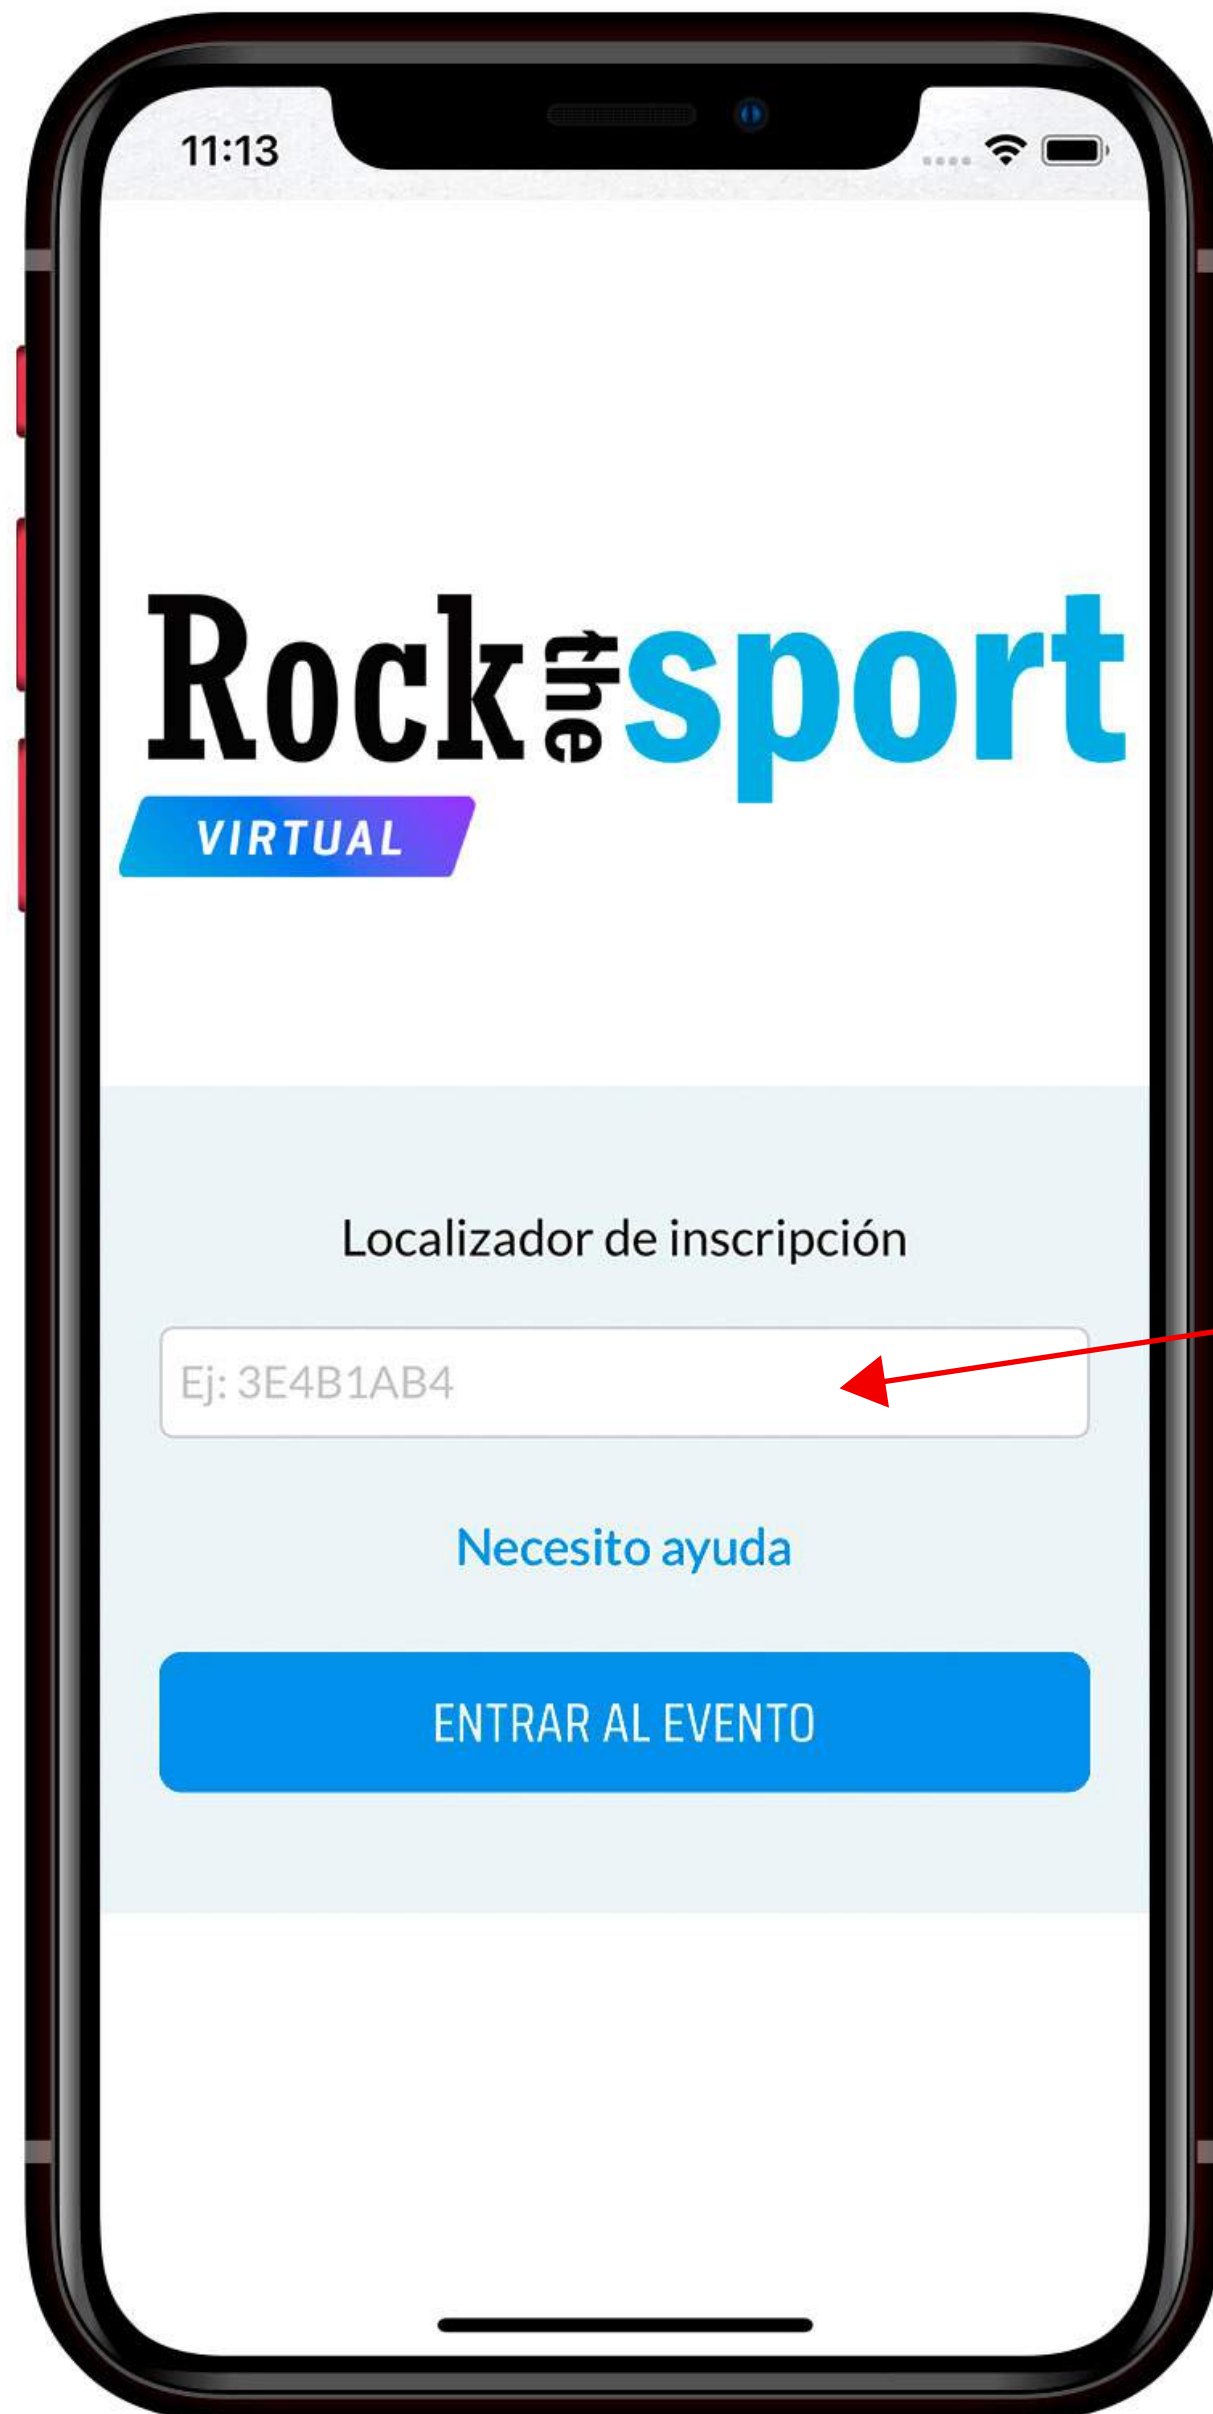 11:13
Rock the sport
VIRTUAL
Localizador de inscripción
Ej: 3E4B1AB4
Necesito ayuda
ENTRAR AL EVENTO